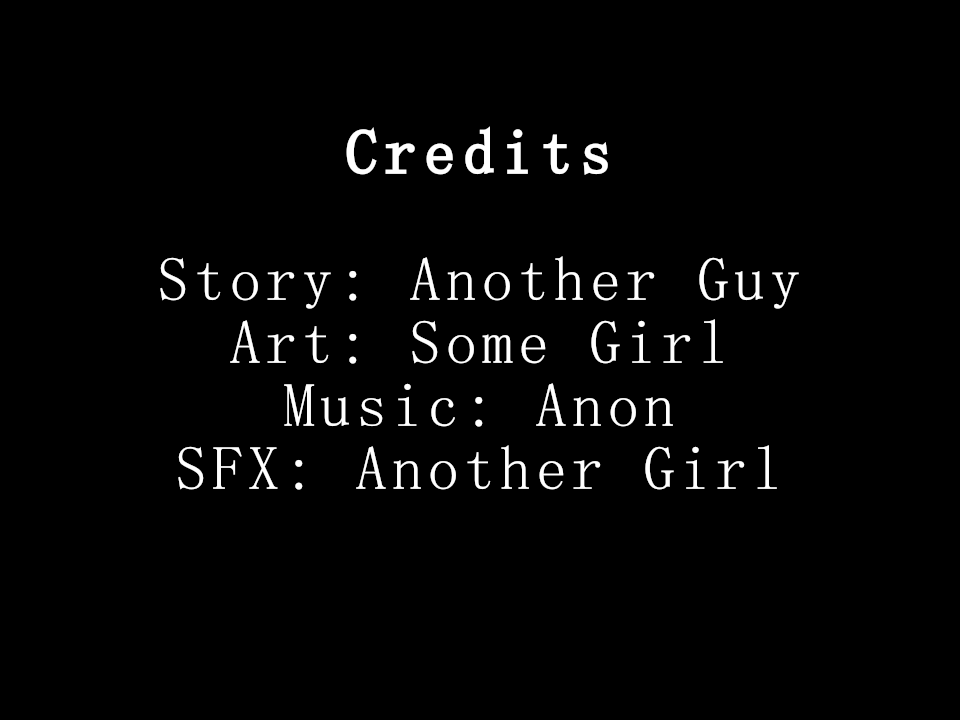 Credits
Story: Another Guy
Art: Some Girl
Music: Anon
SFX: Another Girl